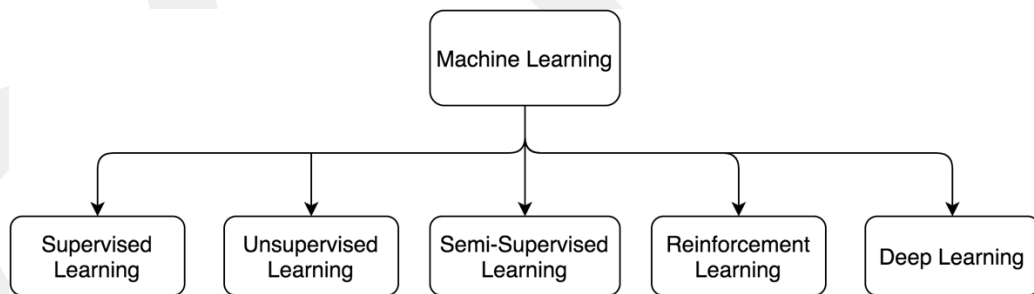 Machine Learning
Supervised
Learning
Unsupervised
Learning
Semi-Supervised
Learning
Reinforcement
Learning
Deep Learning